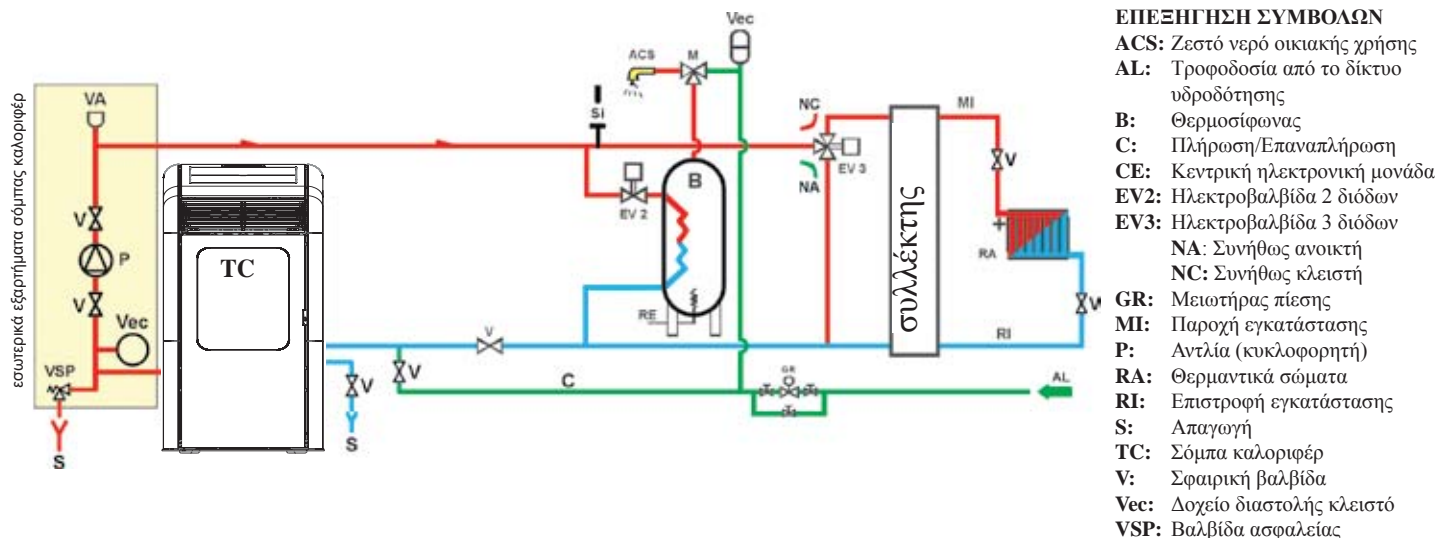 εσωτερικά εξαρτήματα σόμπας καλοριφέρ
VA
V
P
V
Vec
VSP
S
TC
V
S
V
C
V
Si
EV 2
RE
B
ACS
M
Vec
NC
EV 3
NA
συλλέκτης
GR
AL
MI
V
RA
V
RI
ΕΠΕΞΗΓΗΣΗ ΣΥΜΒΟΛΩΝ
ACS: Ζεστό νερό οικιακής χρήσης
AL: Τροφοδοσία από το δίκτυο
υδροδότησης
B: Θερμοσίφωνας
C: Πλήρωση/Επαναπλήρωση
CE: Κεντρική ηλεκτρονική μονάδα
EV2: Ηλεκτροβαλβίδα 2 διόδων
EV3: Ηλεκτροβαλβίδα 3 διόδων
NA: Συνήθως ανοικτή
NC: Συνήθως κλειστή
GR: Μειωτήρας πίεσης
MI: Παροχή εγκατάστασης
P: Αντλία (κυκλοφορητή)
RA: Θερμαντικά σώματα
RI: Επιστροφή εγκατάστασης
S: Απαγωγή
TC: Σόμπα καλοριφέρ
V: Σφαιρική βαλβίδα
Vec: Δοχείο διαστολής κλειστό
VSP: Βαλβίδα ασφαλείας